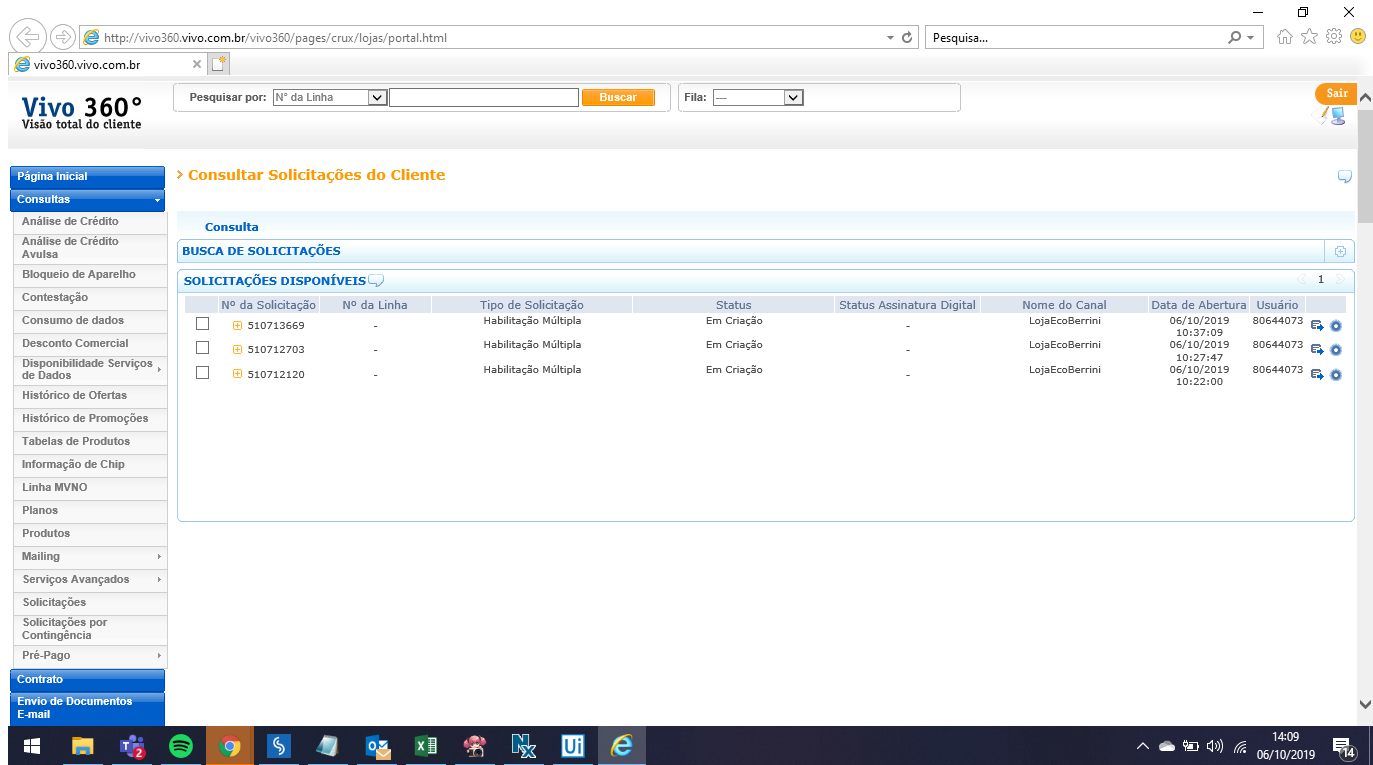 http://vivo360.vivo.com.br/vivo360/pages/crux/lojas/portal.html
Pesquisa...
vivo360.vivo.com.br
Vivo 360°
Visão total do cliente
Pesquisar por: N° da Linha Buscar Fila: --- Sair
Página Inicial
Consultas
Análise de Crédito
Análise de Crédito
Avulsa
Bloqueio de Aparelho
Contestação
Consumo de dados
Desconto Comercial
Disponibilidade Serviços
de Dados
Histórico de Ofertas
Histórico de Promoções
Tabelas de Produtos
Informação de Chip
Linha MVNO
Planos
Produtos
Mailing
Serviços Avançados
Solicitações
Solicitações por
Contingência
Pré-Pago
Contrato
Envio de Documentos
E-mail
> Consultar Solicitações do Cliente
Consulta
BUSCA DE SOLICITAÇÕES
SOLICITAÇÕES DISPONÍVEIS 1
Nº da Solicitação Nº da Linha Tipo de Solicitação Status Status Assinatura Digital Nome do Canal Data de Abertura Usuário
510713669 - Habilitação Múltipla Em Criação - LojaEcoBerrini 06/10/2019 80644073
10:37:09
510712703 - Habilitação Múltipla Em Criação - LojaEcoBerrini 06/10/2019 80644073
10:27:47
510712120 - Habilitação Múltipla Em Criação - LojaEcoBerrini 06/10/2019 80644073
10:22:00
2
Ui
14:09
06/10/2019
14